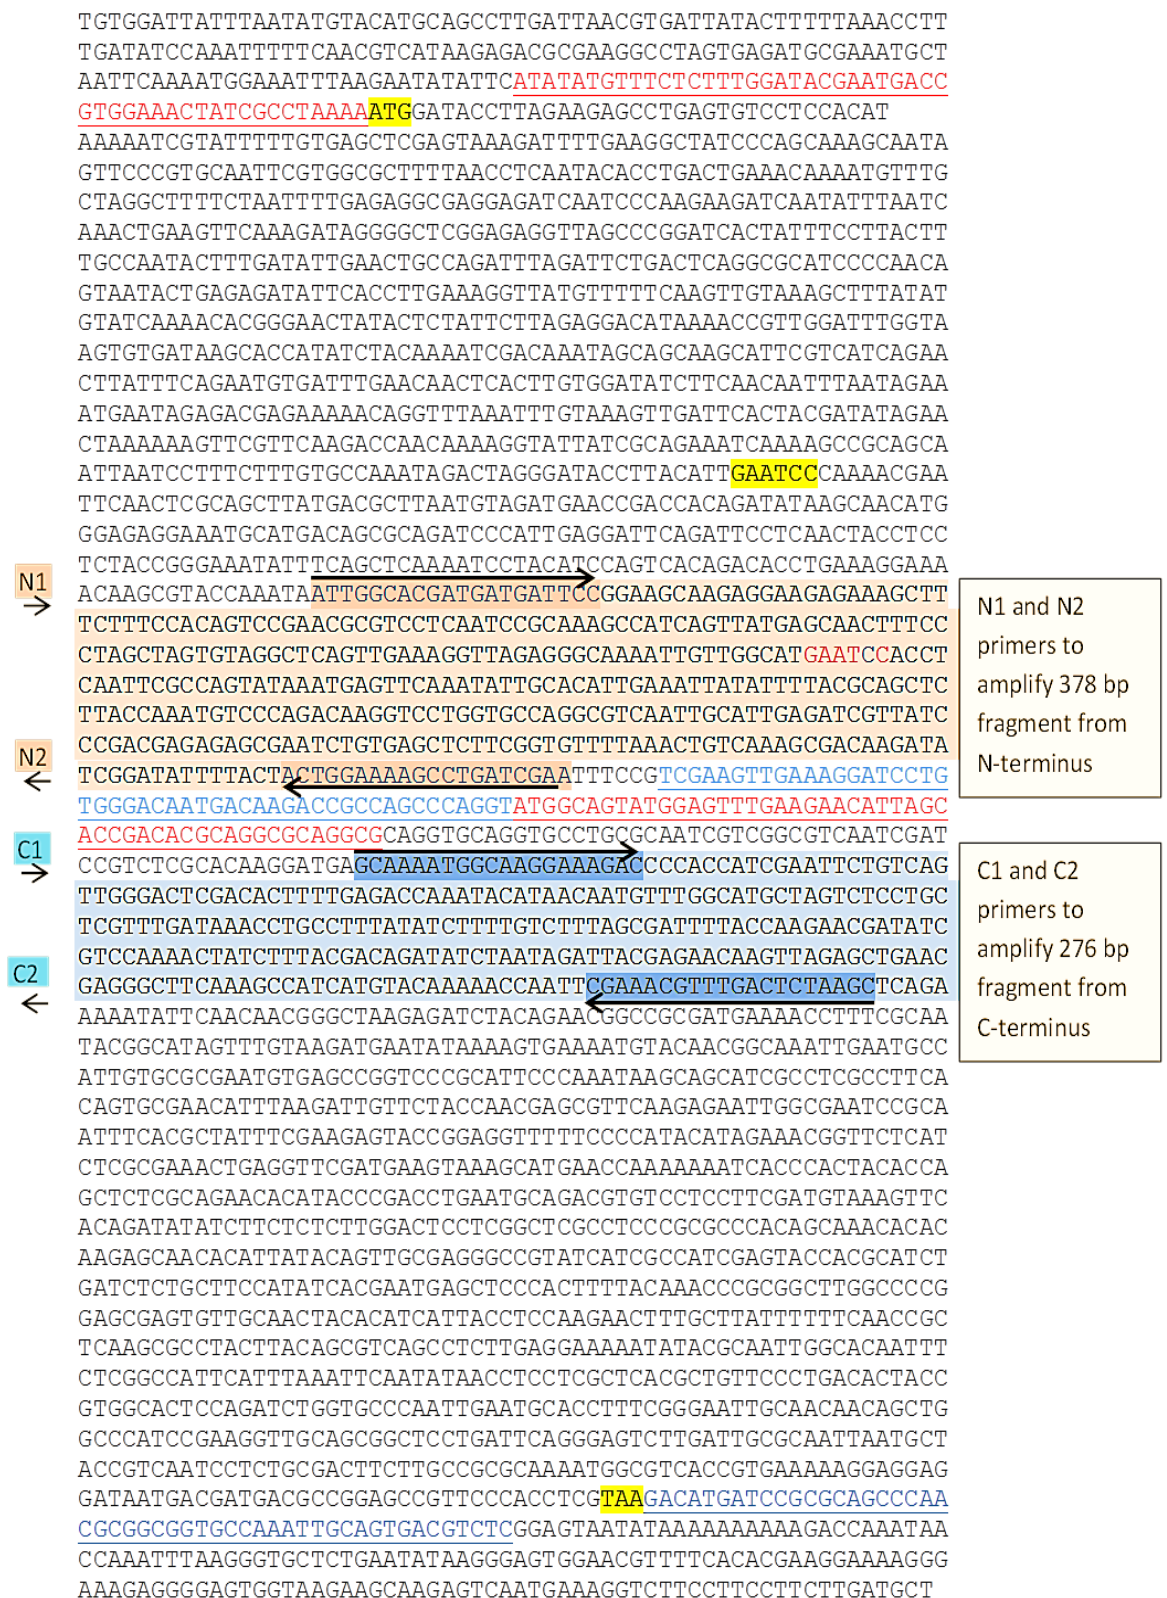 TGTGGATTATTTAATATGTACATGCAGCCTTGATTAACGTGATTATACTTTTTAAACCTT
TGATATCCAAATTTTTCAACGTCATAAGAGACGCGAAGGCCTAGTGAGATGCGAAATGCT
AATTCAAAATGGAAATTTAAGAATATATTCATATATGTTTCTCTTTGGATACGAATGACC
GTGGAAACTATCGCCTAAAAATGGATACCTTAGAAGAGCCTGAGTGTCCTCCACAT
AAAAATCGTATTTTTGTGAGCTCGAGTAAAGATTTTGAAGGCTATCCCAGCAAAGCAATA
GTTCCCGTGCAATTCGTGGCGCTTTTAACCTCAATACACCTGACTGAAACAAAATGTTTG
CTAGGCTTTTCTAATTTTGAGAGGCGAGGAGATCAATCCCAAGAAGATCAATATTTAATC
AAACTGAAGTTCAAAGATAGGGGCTCGGAGAGGTTAGCCCGGATCACTATTTCCTTACTT
TGCCAATACTTTGATATTGAACTGCCAGATTTAGATTCTGACTCAGGCGCATCCCCAACA
GTAATACTGAGAGATATTCACCTTGAAAGGTTATGTTTTTCAAGTTGTAAAGCTTTATAT
GTATCAAAACACGGGAACTATACTCTATTCTTAGAGGACATAAAACCGTTGGATTTGGTA
AGTGTGATAAGCACCATATCTACAAAATCGACAAATAGCAGCAAGCATTCGTCATCAGAA
CTTATTTCAGAATGTGATTTGAACAACTCACTTGTGGATATCTTCAACAATTTAATAGAA
ATGAATAGAGACGAGAAAAACAGGTTTAAATTTGTAAAGTTGATTCACTACGATATAGAA
CTAAAAAAGTTCGTTCAAGACCAACAAAAGGTATTATCGCAGAAATCAAAAGCCGCAGCA
ATTAATCCTTTCTTTGTGCCAAATAGACTAGGGATACCTTACATTGAATCCCAAAACGAA
TTCAACTCGCAGCTTATGACGCTTAATGTAGATGAACCGACCACAGATATAAGCAACATG
GGAGAGGAAATGCATGACAGCGCAGATCCCATTGAGGATTCAGATTCCTCAACTACCTCC
TCTACCGGGAAATATTTCAGCTCAAAATCCTACATCCAGTCACAGACACCTGAAAGGAAA
N1
ACAAGCGTACCAAATAATTGGCACGATGATGATTCCGGAAGCAAGAGGAAGAGAAAGCTT
TCTTTCCACAGTCCGAACGCGTCCTCAATCCGCAAAGCCATCAGTTATGAGCAACTTTCC
CTAGCTAGTGTAGGCTCAGTTGAAAGGTTAGAGGGCAAAATTGTTGGCATGAATCCACCT
CAATTCGCCAGTATAAATGAGTTCAAATATTGCACATTGAAATTATATTTTACGCAGCTC
TTACCAAATGTCCCAGACAAGGTCCTGGTGCCAGGCGTCAATTGCATTGAGATCGTTATC
CCGACGAGAGAGCGAATCTGTGAGCTCTTCGGTGTTTTAAACTGTCAAAGCGACAAGATA
N2
TCGGATATTTTACTACTGGAAAAGCCTGATCGAATTTCCGTCGAAGTTGAAAGGATCCTG
N1 and N2
primers to
amplify 378 bp
fragment from
N-terminus
TGGGACAATGACAAGACCGCCAGCCCAGGTATGGCAGTATGGAGTTTGAAGAACATTAGC
ACCGACACGCAGGCGCAGGCGCAGGTGCAGGTGCCTGCGCAATCGTCGGCGTCAATCGAT
C1
CCGTCTCGCACAAGGATGAGCAAAATGGCAAGGAAAGACCCCACCATCGAATTCTGTCAG
TTGGGACTCGACACTTTTGAGACCAAATACATAACAATGTTTGGCATGCTAGTCTCCTGC
TCGTTTGATAAACCTGCCTTTATATCTTTTGTCTTTAGCGATTTTACCAAGAACGATATC
GTCCAAAACTATCTTTACGACAGATATCTAATAGATTACGAGAACAAGTTAGAGCTGAAC
C2
GAGGGCTTCAAAGCCATCATGTACAAAAACCAATTCGAAACGTTTGACTCTAAGCTCAGA
C1 and C2
primers to
amplify 276 bp
fragment from
C-terminus
AAAATATTCAACAACGGGCTAAGAGATCTACAGAACGGCCGCGATGAAAACCTTTCGCAA
TACGGCATAGTTTGTAAGATGAATATAAAAGTGAAAATGTACAACGGCAAATTGAATGCC
ATTGTGCGCGAATGTGAGCCGGTCCCGCATTCCCAAATAAGCAGCATCGCCTCGCCTTCA
CAGTGCGAACATTTAAGATTGTTCTACCAACGAGCGTTCAAGAGAATTGGCGAATCCGCA
ATTTCACGCTATTTCGAAGAGTACCGGAGGTTTTTCCCCATACATAGAAACGGTTCTCAT
CTCGCGAAACTGAGGTTCGATGAAGTAAAGCATGAACCAAAAAAATCACCCACTACACCA
GCTCTCGCAGAACACATACCCGACCTGAATGCAGACGTGTCCTCCTTCGATGTAAAGTTC
ACAGATATATCTTCTCTCTTGGACTCCTCGGCTCGCCTCCCGCGCCCACAGCAAACACAC
AAGAGCAACACATTATACAGTTGCGAGGGCCGTATCATCGCCATCGAGTACCACGCATCT
GATCTCTGCTTCCATATCACGAATGAGCTCCCACTTTTACAAACCCGCGGCTTGGCCCCG
GAGCGAGTGTTGCAACTACACATCATTACCTCCAAGAACTTTGCTTATTTTTTCAACCGC
TCAAGCGCCTACTTACAGCGTCAGCCTCTTGAGGAAAAATATACGCAATTGGCACAATTT
CTCGGCCATTCATTTAAATTCAATATAACCTCCTCGCTCACGCTGTTCCCTGACACTACC
GTGGCACTCCAGATCTGGTGCCCAATTGAATGCACCTTTCGGGAATTGCAACAACAGCTG
GCCCATCCGAAGGTTGCAGCGGCTCCTGATTCAGGGAGTCTTGATTGCGCAATTAATGCT
ACCGTCAATCCTCTGCGACTTCTTGCCGCGCAAAATGGCGTCACCGTGAAAAAGGAGGAG
GATAATGACGATGACGCCGGAGCCGTTCCCACCTCGTAAGACATGATCCGCGCAGCCCAA
CGCGGCGGTGCCAAATTGCAGTGACGTCTCGGAGTAATATAAAAAAAAAAGACCAAATAA
CCAAATTTAAGGGTGCTCTGAATATAAGGGAGTGGAACGTTTTCACACGAAGGAAAAGGG
AAAGAGGGGAGTGGTAAGAAGCAAGAGTCAATGAAAGGTCTTCCTTCCTTCTTGATGCT